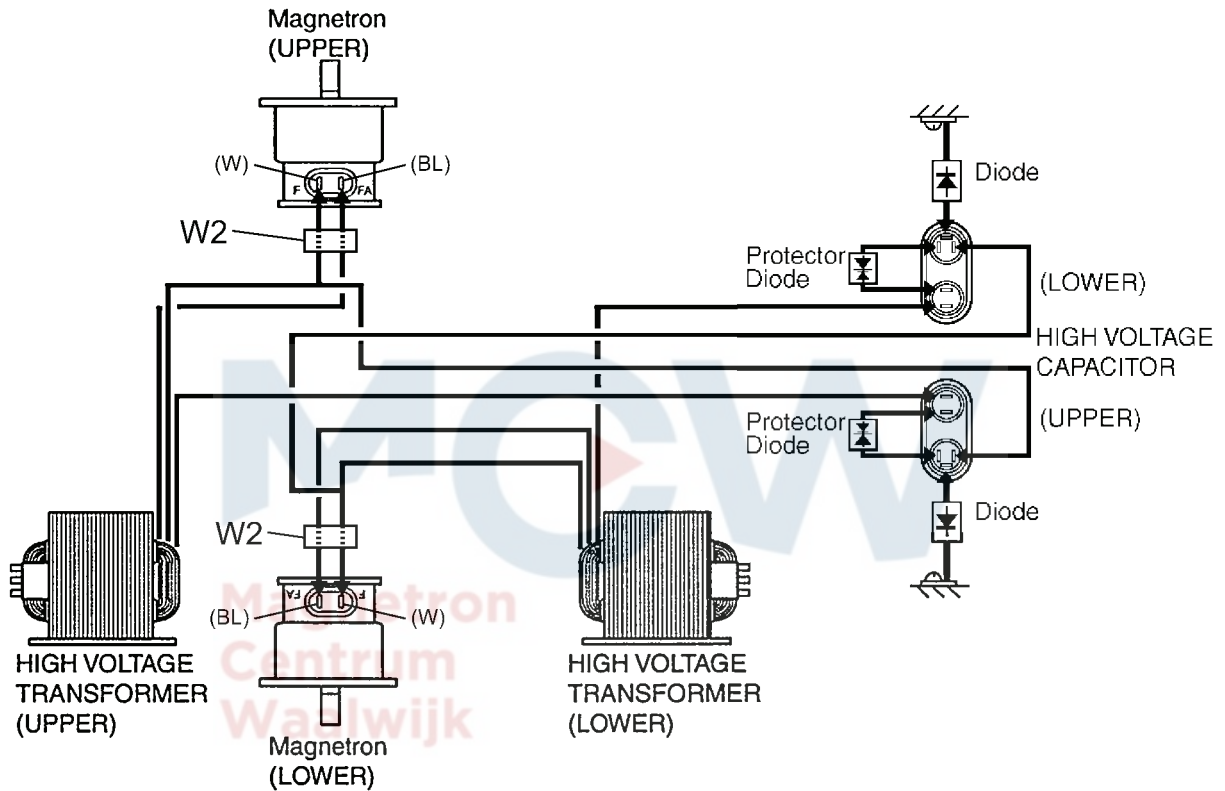 Magnetron
(UPPER)
(W)
(BL)
F
FA
W2
Diode
Protector
Diode
(LOWER)
HIGH VOLTAGE
CAPACITOR
(UPPER)
Protector
Diode
Diode
MCW
W2
FA
F
(BL)
(W)
Magnetron
Centrum
Waalwijk
HIGH VOLTAGE
TRANSFORMER
(UPPER)
HIGH VOLTAGE
TRANSFORMER
(LOWER)
Magnetron
(LOWER)